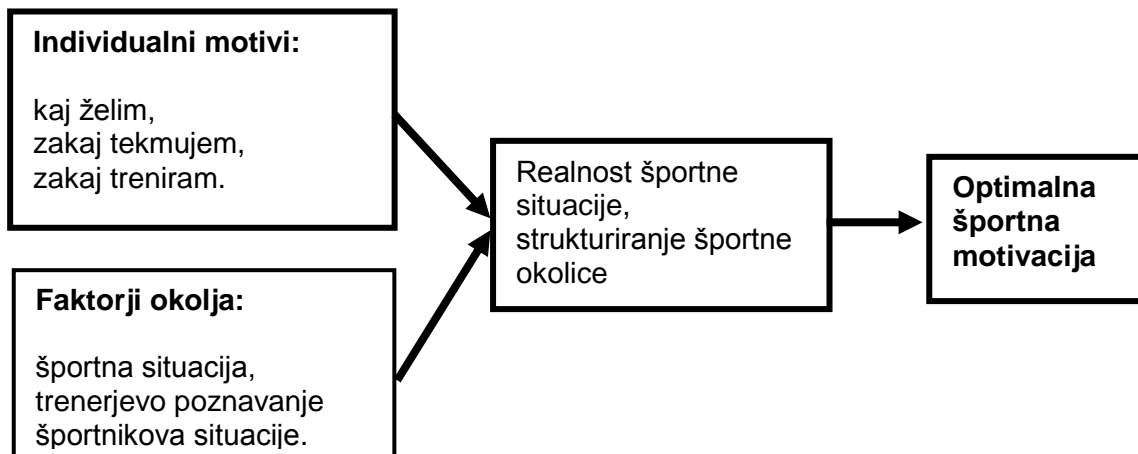 Individualni motivi:
kaj želim,
zakaj tekmujem,
zakaj treniram.
Faktorji okolja:
športna situacija,
trenerjevo poznavanje
športnikova situacije.
Realnost športne
situacije,
strukturiranje športne
okolice
Optimalna
športna
motivacija